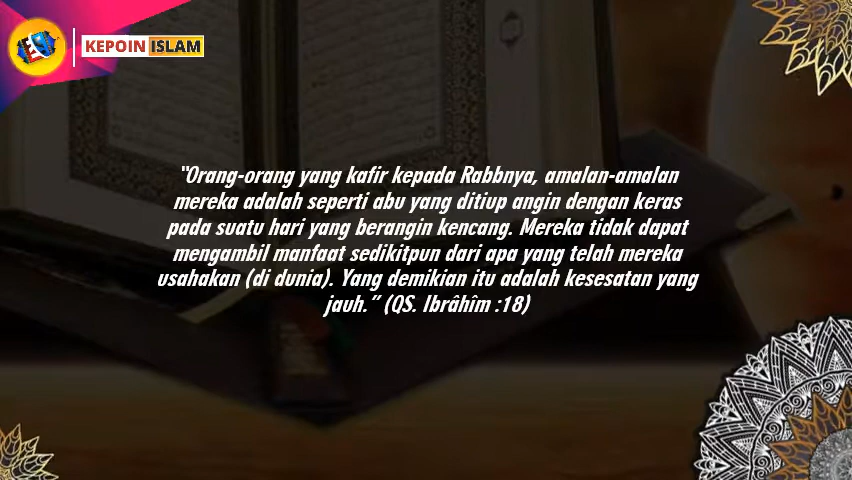 KEPOIN ISLAM
"Orang-orang yang kafir kepada Rabbnya, amalan-amalan
mereka adalah seperti abu yang ditiup angin dengan keras
pada suatu hari yang berangin kencang. Mereka tidak dapat
mengambil manfaat sedikitpun dari apa yang telah mereka
usahakan (di dunia). Yang demikian itu adalah kesesatan yang
jauh.” (QS. Ibrâhîm :18)